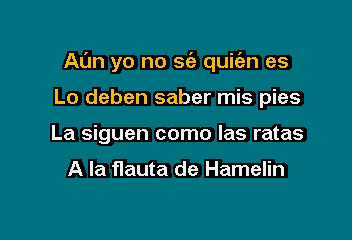 Aún yo no sé quién es
Lo deben saber mis pies
La siguen como las ratas
A la flauta de Hamelin